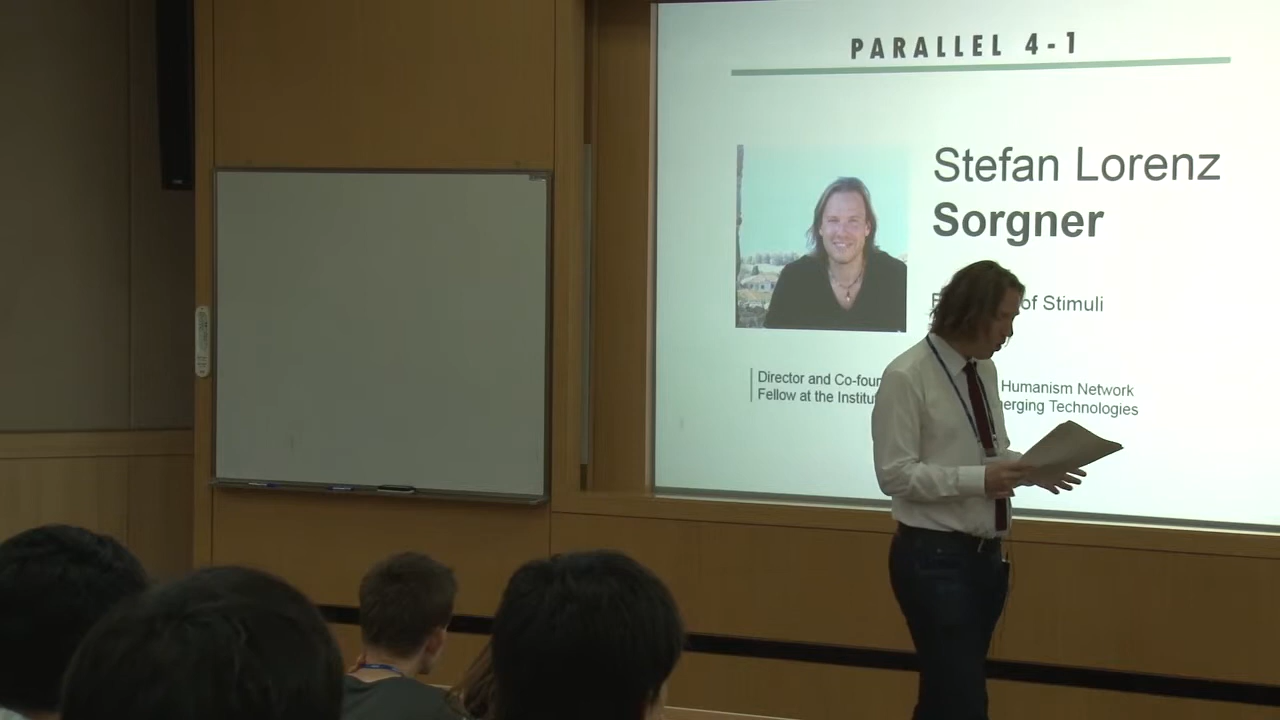 PARALLEL 4-1
Stefan Lorenz
Sorgner
of Stimuli
Director and Co-foun Humanism Network
Fellow at the Institu erging Technologies